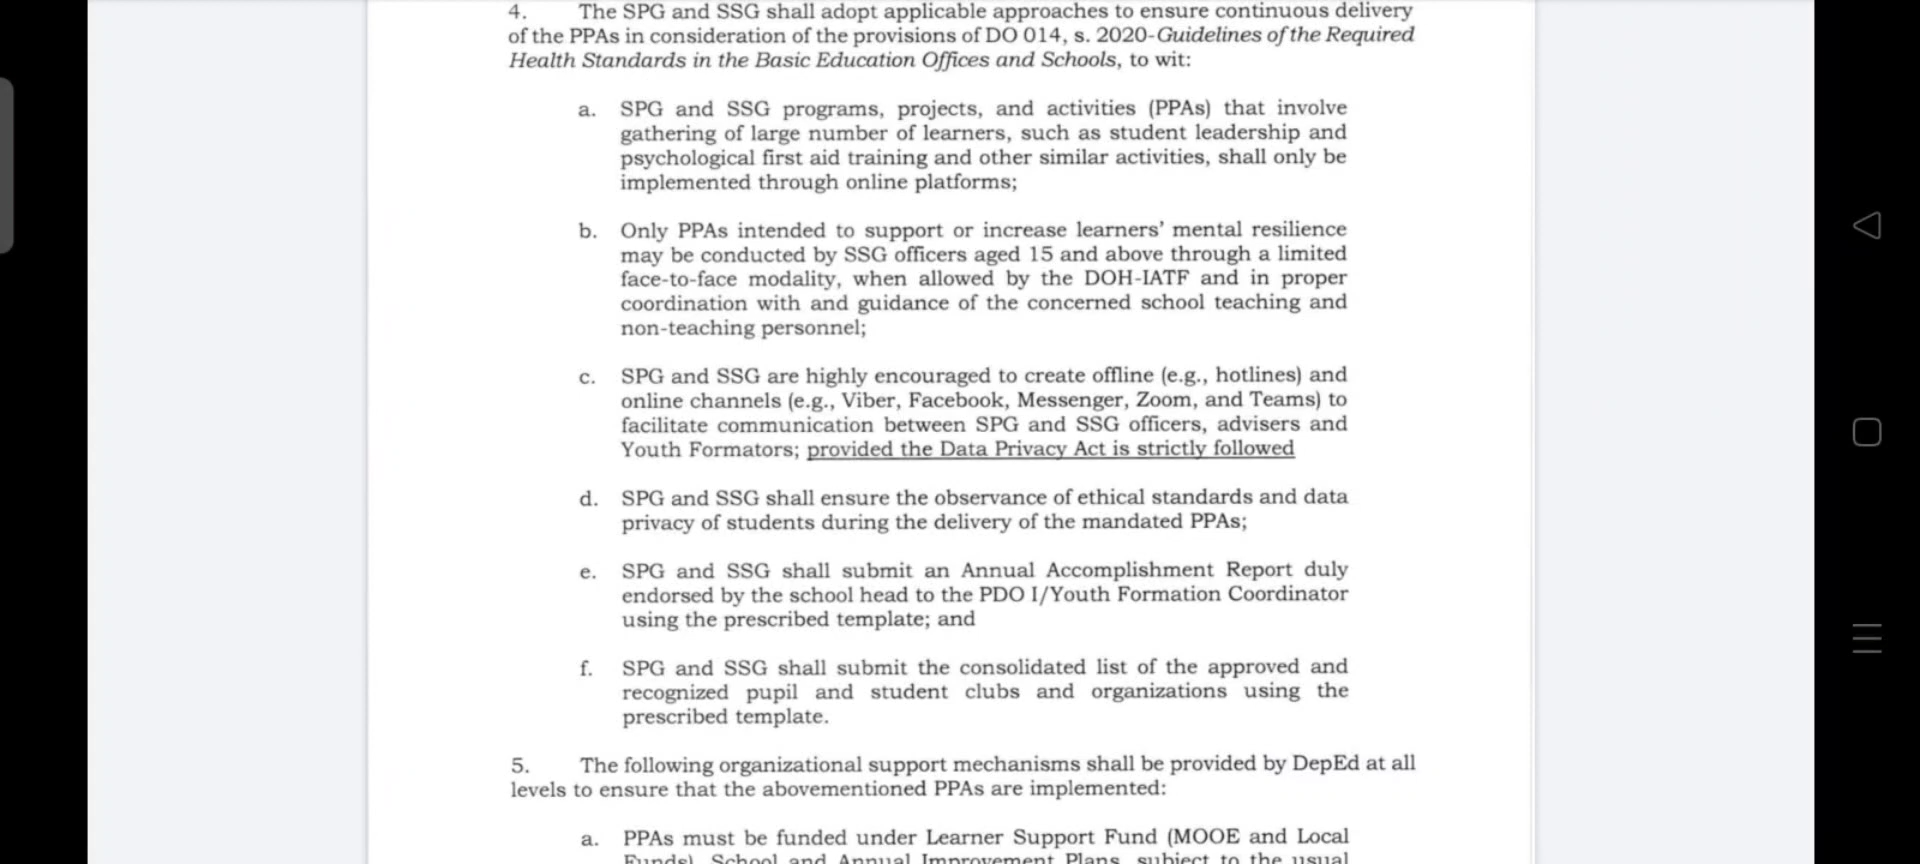 4. The SPG and SSG shall adopt applicable approaches to ensure continuous delivery
of the PPAs in consideration of the provisions of DO 014, s. 2020-Guidelines of the Required
Health Standards in the Basic Education Offices and Schools, to wit:
a. SPG and SSG programs, projects, and activities (PPAs) that involve
gathering of large number of learners, such as student leadership and
psychological first aid training and other similar activities, shall only be
implemented through online platforms;
b. Only PPAs intended to support or increase learners' mental resilience
may be conducted by SSG officers aged 15 and above through a limited
face-to-face modality, when allowed by the DOH-IATF and in proper
coordination with and guidance of the concerned school teaching and
non-teaching personnel;
c. SPG and SSG are highly encouraged to create offline (e.g., hotlines) and
online channels (e.g., Viber, Facebook, Messenger, Zoom, and Teams) to
facilitate communication between SPG and SSG officers, advisers and
Youth Formators; provided the Data Privacy Act is strictly followed
d. SPG and SSG shall ensure the observance of ethical standards and data
privacy of students during the delivery of the mandated PPAs;
e. SPG and SSG shall submit an Annual Accomplishment Report duly
endorsed by the school head to the PDO I/Youth Formation Coordinator
using the prescribed template; and
f. SPG and SSG shall submit the consolidated list of the approved and
recognized pupil and student clubs and organizations using the
prescribed template.
5. The following organizational support mechanisms shall be provided by DepEd at all
levels to ensure that the abovementioned PPAs are implemented:
a. PPAs must be funded under Learner Support Fund (MOOE and Local
Funds), School and Annual Improvement Plans, subject to the usual